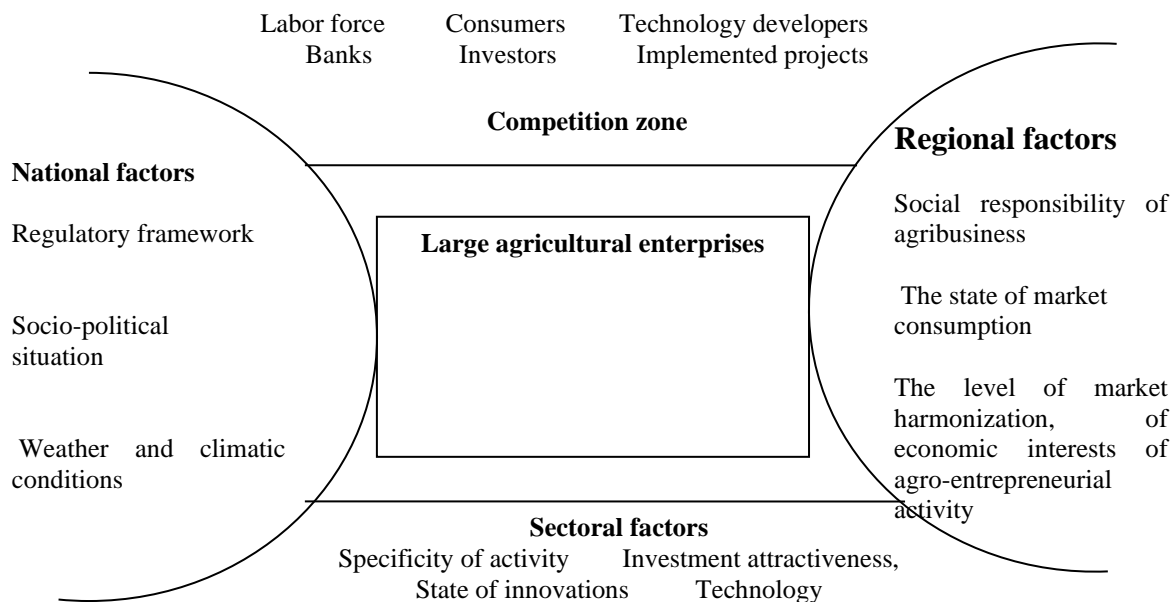 Labor force Consumers Technology developers
Banks Investors Implemented projects
Competition zone
National factors
Regulatory framework
Socio-political
situation
Weather and climatic
conditions
Large agricultural enterprises
Regional factors
Social responsibility of
agribusiness
The state of market
consumption
The level of market
harmonization, of
economic interests of
agro-entrepreneurial
activity
Sectoral factors
Specificity of activity Investment attractiveness,
State of innovations Technology